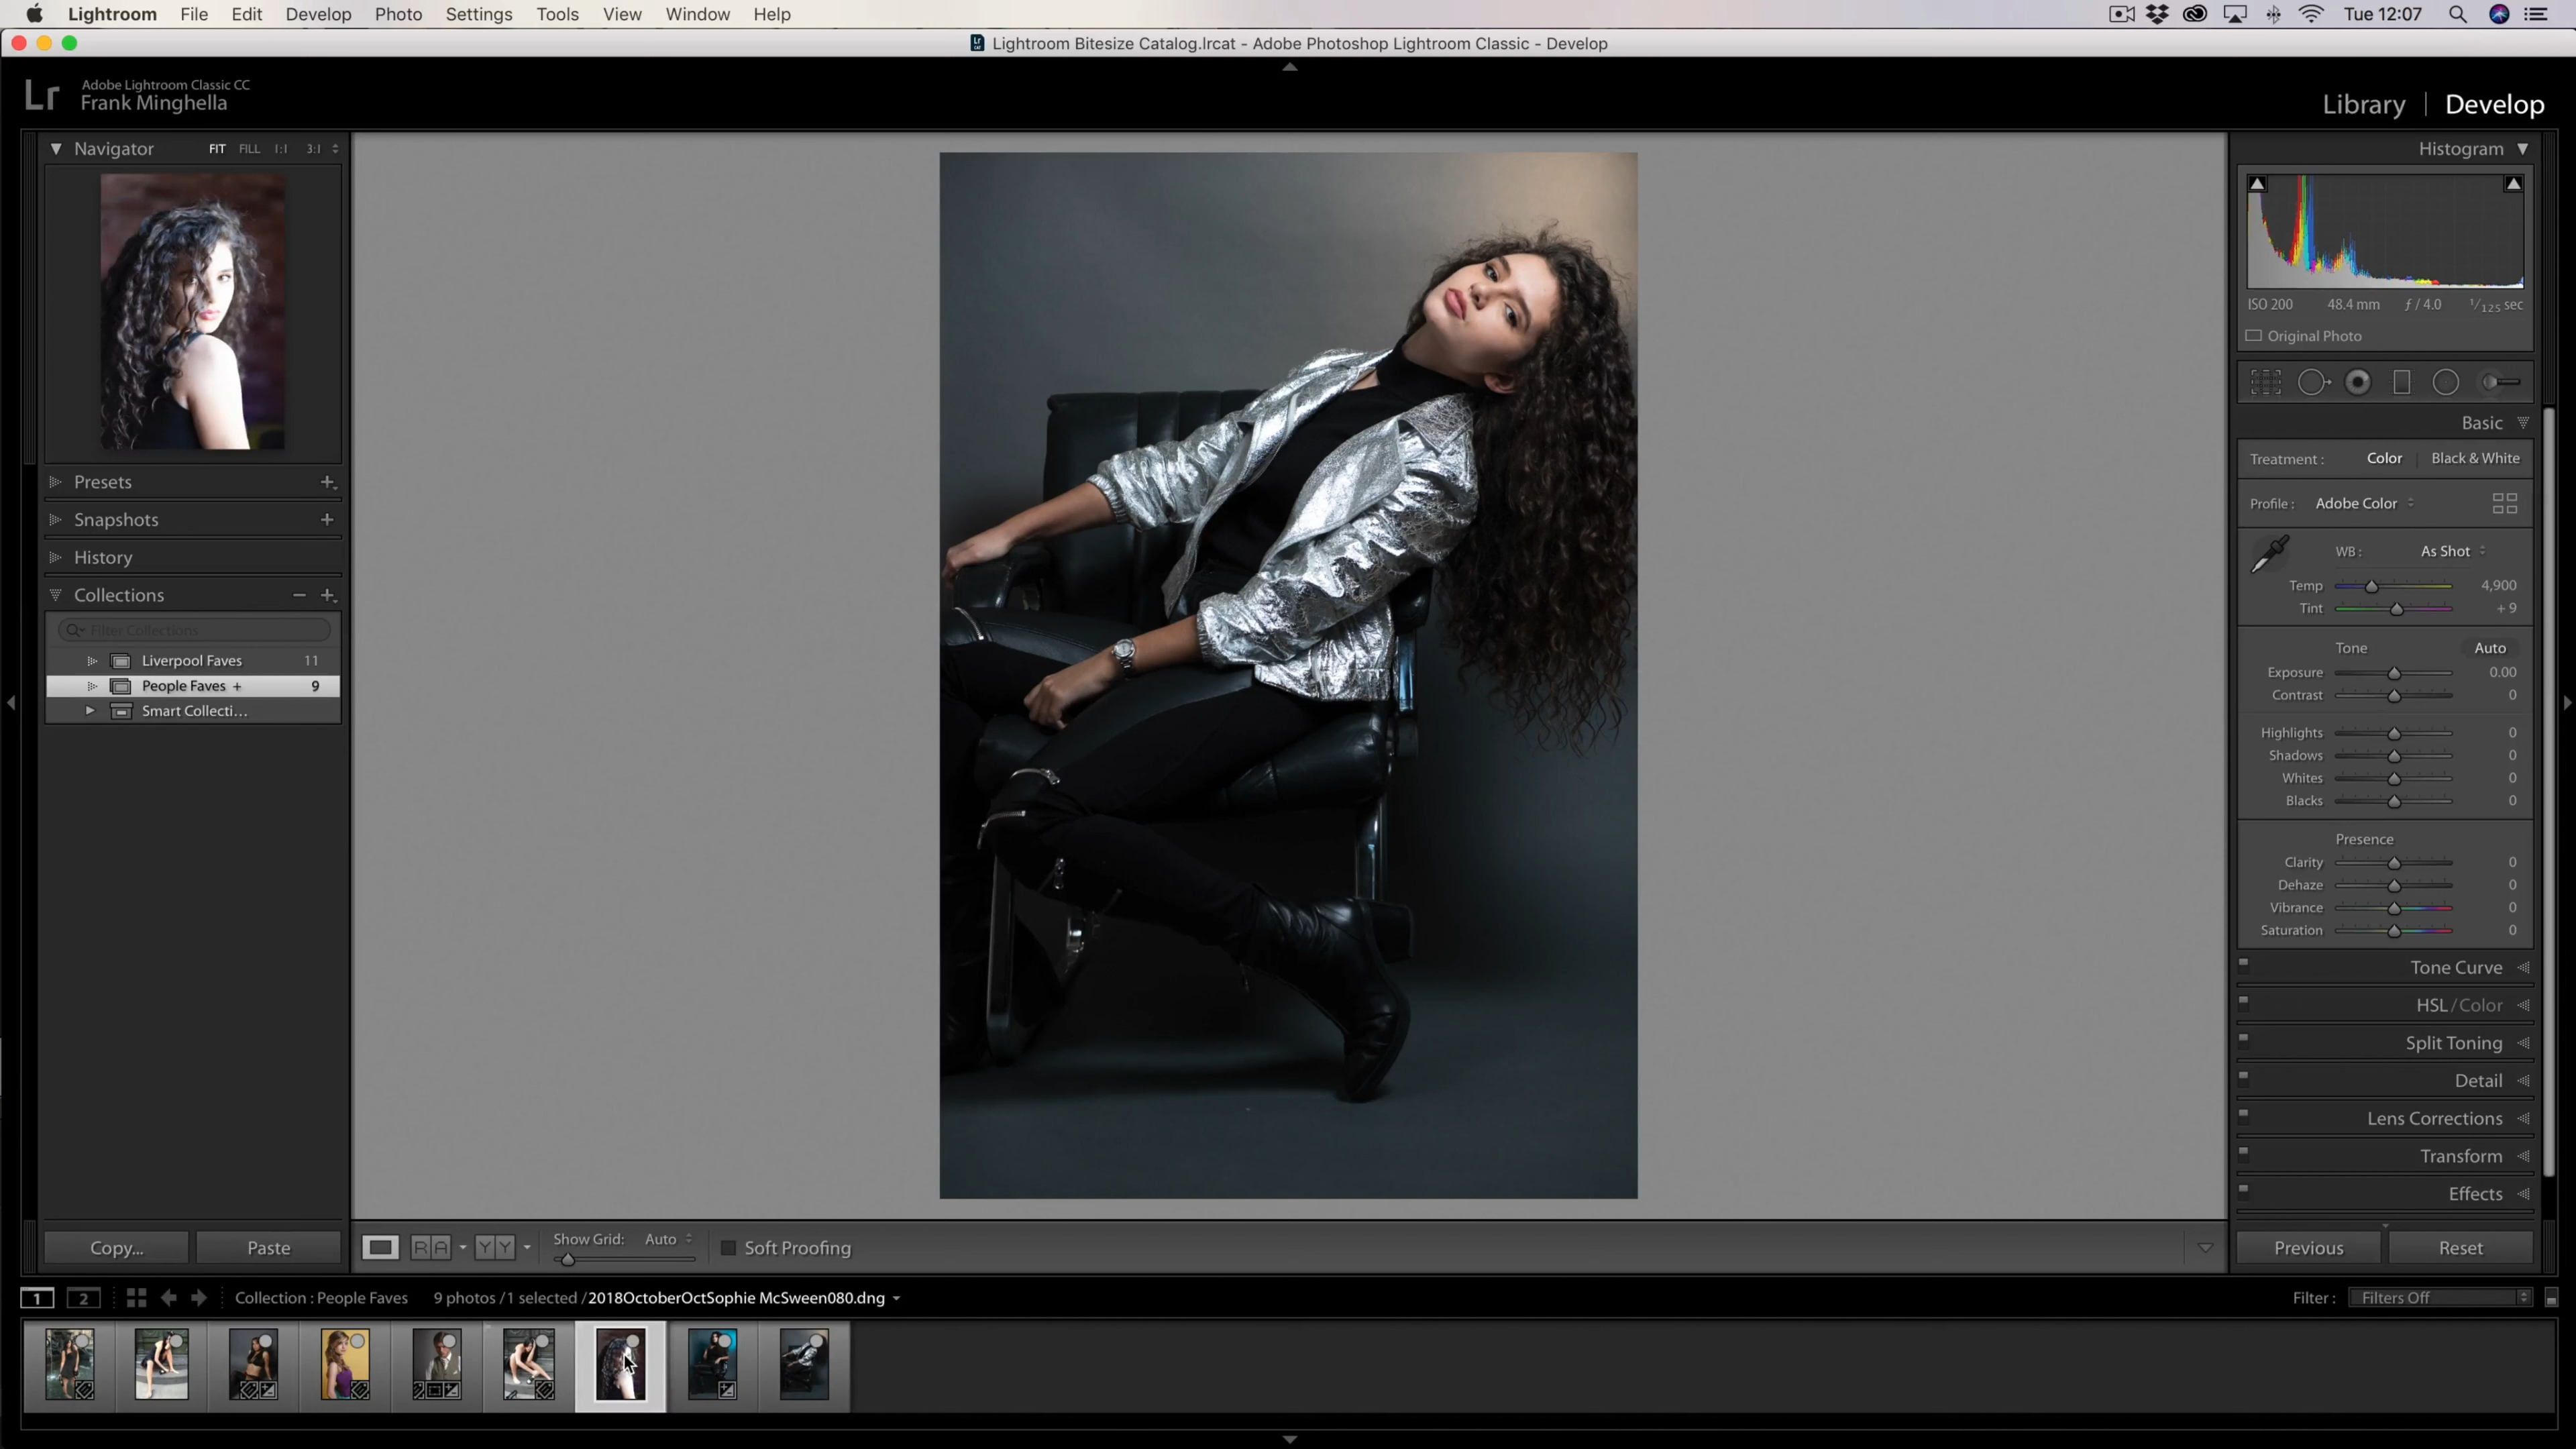 Lightroom File Edit Develop Photo Settings Tools View Window Help Tue 12:07
Lightroom Bitesize Catalog.lrcat - Adobe Photoshop Lightroom Classic - Develop
Lr Adobe Lightroom Classic CC
Frank Minghella
Library | Develop
Navigator FIT FILL 1:1 3:1
Presets
Snapshots
History
Collections
Filter Collections
Liverpool Faves 11
People Faves + 9
Smart Collecti...
Copy... Paste
Show Grid: Auto Soft Proofing
Histogram
ISO 200 48.4 mm ƒ / 4.0 1/125 sec
Original Photo
Basic
Treatment : Color Black & White
Profile : Adobe Color
WB : As Shot
Temp 4,900
Tint + 9
Tone Auto
Exposure 0.00
Contrast 0
Highlights 0
Shadows 0
Whites 0
Blacks 0
Presence
Clarity 0
Dehaze 0
Vibrance 0
Saturation 0
Tone Curve
HSL / Color
Split Toning
Detail
Lens Corrections
Transform
Effects
Previous Reset
1 2 Collection : People Faves 9 photos / 1 selected / 2018OctoberOctSophie McSween080.dng Filter : Filters Off